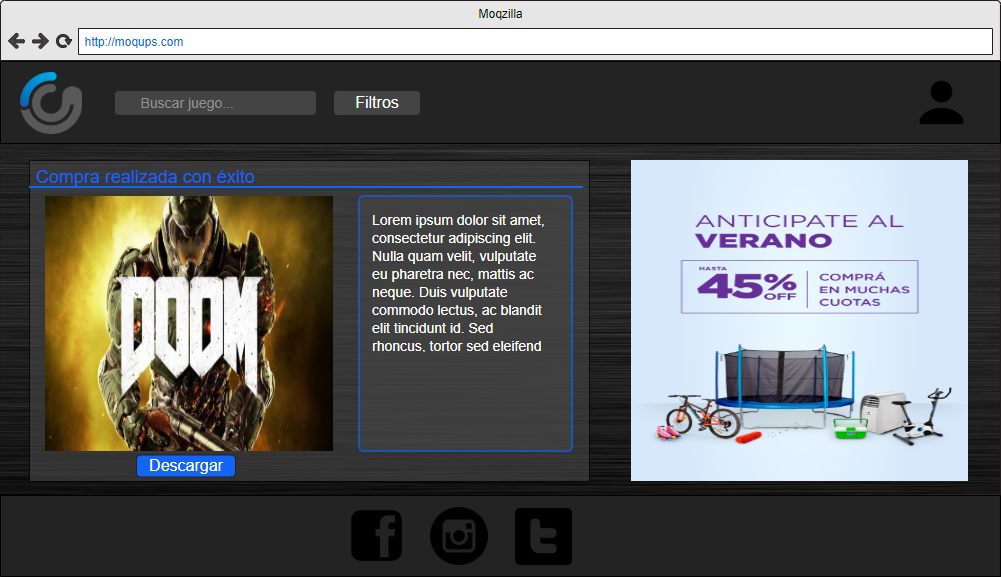 Moqzilla
http://moqups.com
Buscar juego...
Filtros
Compra realizada con éxito
DOOM
Descargar
Lorem ipsum dolor sit amet,
consectetur adipiscing elit.
Nulla quam velit, vulputate
eu pharetra nec, mattis ac
neque. Duis vulputate
commodo lectus, ac blandit
elit tincidunt id. Sed
rhoncus, tortor sed eleifend
ANTICIPATE AL
VERANO
HASTA
45% OFF
COMPRÁ
EN MUCHAS
CUOTAS